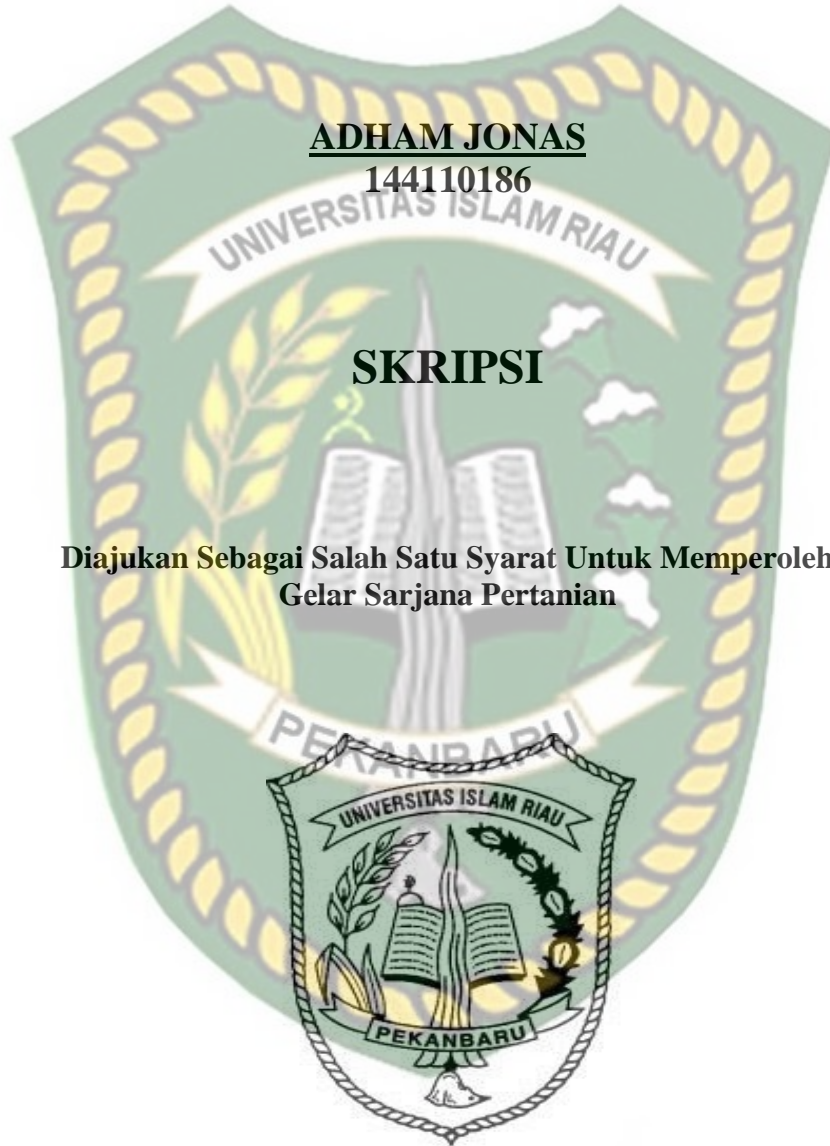 ADHAM JONAS
144110186
UNIVERSITAS ISLAM RIAU
SKRIPSI
Diajukan Sebagai Salah Satu Syarat Untuk Memperoleh
Gelar Sarjana Pertanian
PEKANBARU
UNIVERSITAS ISLAM RIAU
PEKANBARU